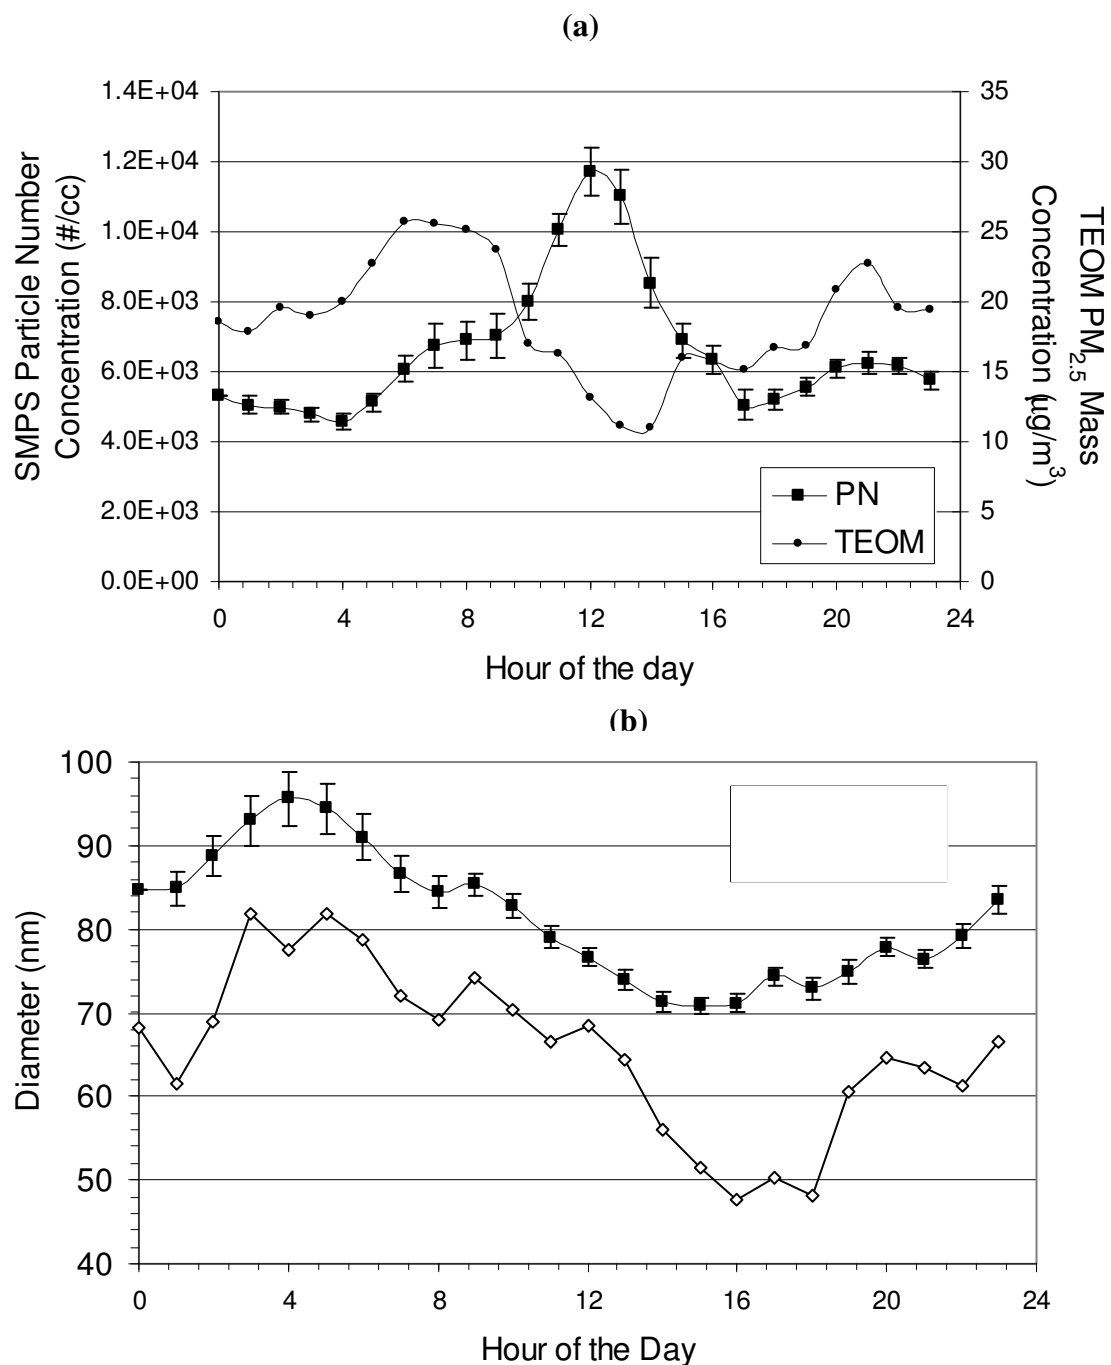 (a)
SMPS Particle Number
Concentration (#/cc)
1.4E+04
1.2E+04
1.0E+04
8.0E+03
6.0E+03
4.0E+03
2.0E+03
0.0E+00
35
30
25
20
15
10
5
0
TEOM PM2.5 Mass
Concentration (μg/m³)
PN
TEOM
0 4 8 12 16 20 24
Hour of the day
(b)
Diameter (nm)
100
90
80
70
60
50
40
0 4 8 12 16 20 24
Hour of the Day